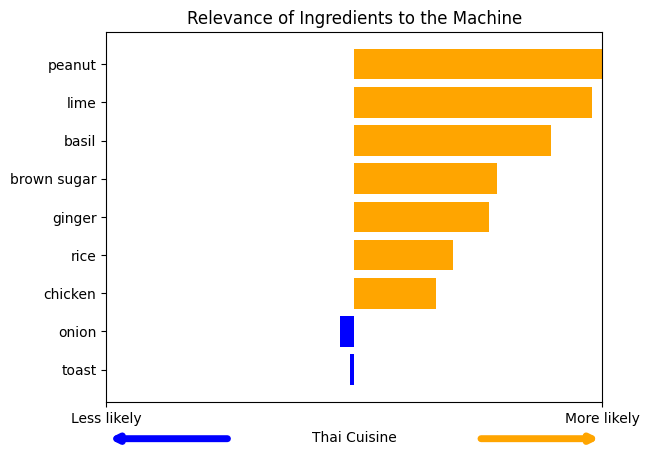 Relevance of Ingredients to the Machine
peanut
lime
basil
brown sugar
ginger
rice
chicken
onion
toast
Less likely
More likely
Thai Cuisine